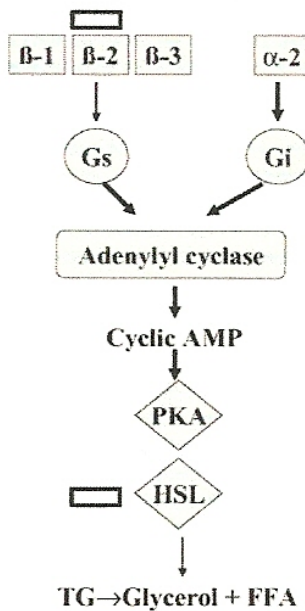 ß-1 ß-2 ß-3 α-2
Gs Gi
Adenylyl cyclase
Cyclic AMP
PKA
HSL
TG→Glycerol + FFA